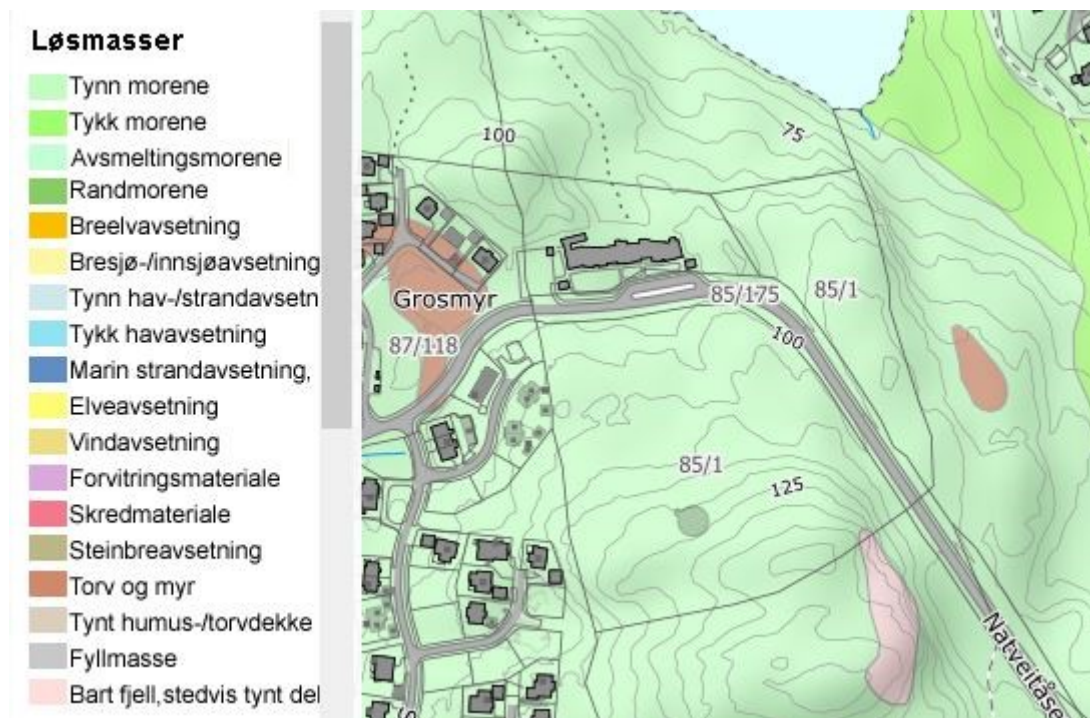 Løsmasser
Tynn morene
Tykk morene
Avsmeltingsmorene
Randmorene
Breelvavsetning
Bresjø-/innsjøavsetning
Tynn hav-/strandavsetn
Tykk havavsetning
Marin strandavsetning,
Elveavsetning
Vindavsetning
Forvitringsmateriale
Skredmateriale
Steinbreavsetning
Torv og myr
Tynt humus-/torvdekke
Fyllmasse
Bart fjell,stedvis tynt del
100
75
Grosmyr
85/175
85/1
87/118
100
85/1
125
Natveitåse